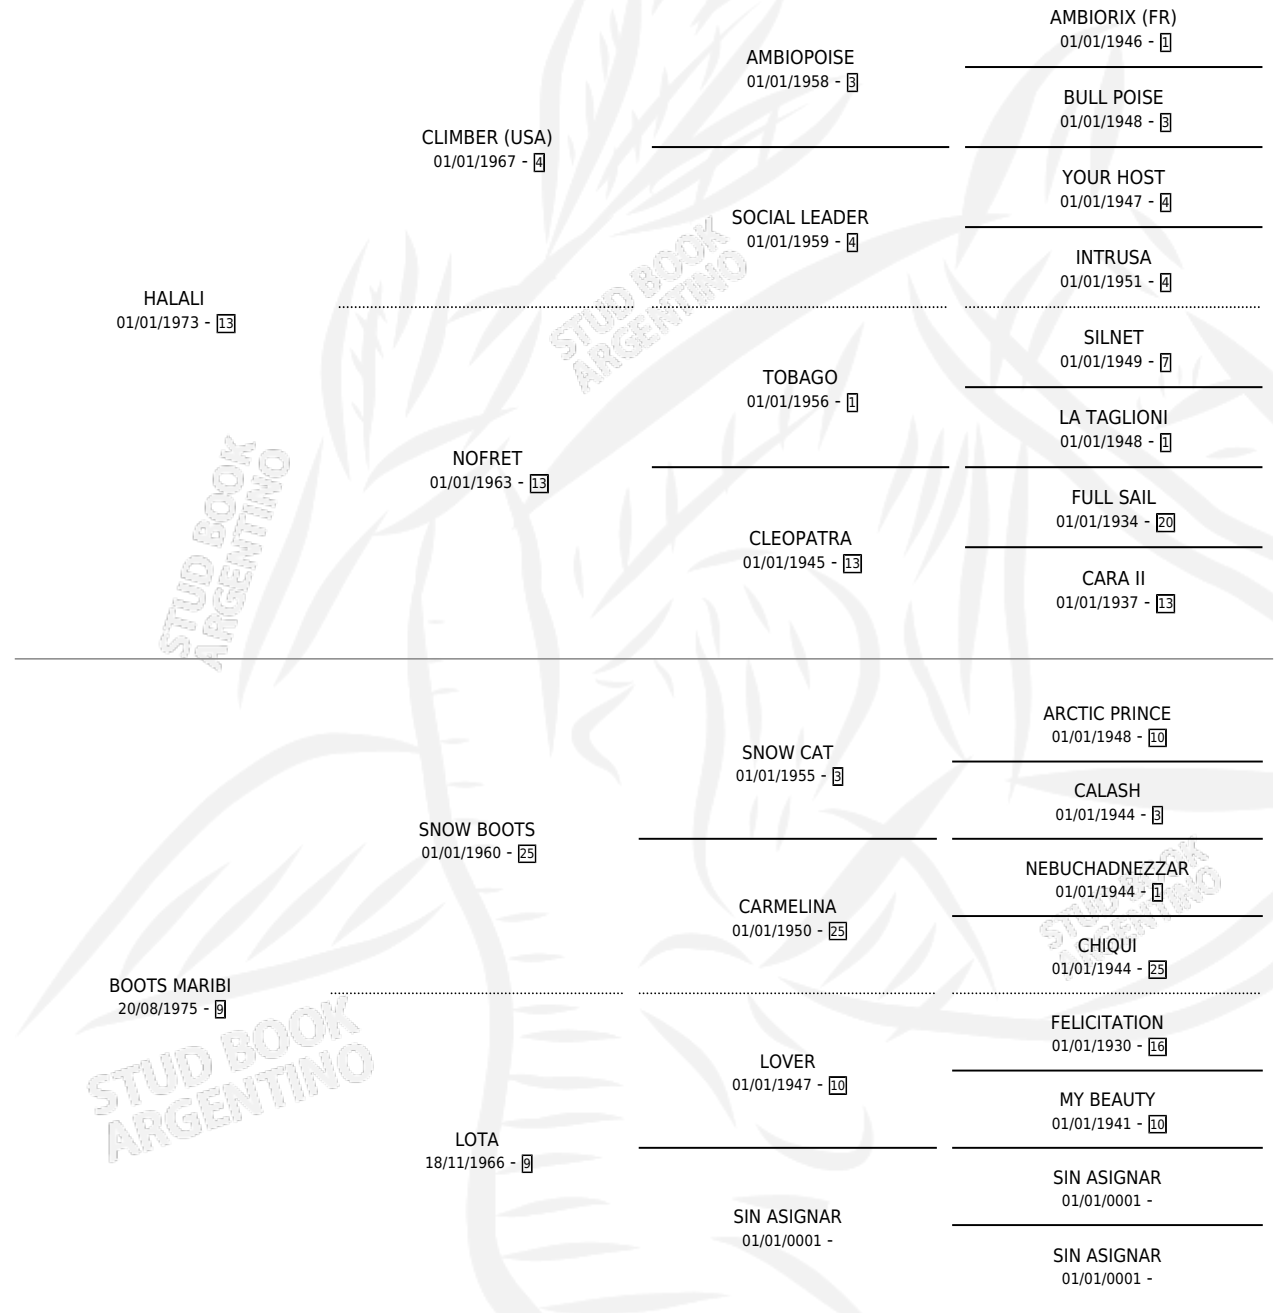 AMBIORIX (FR)
01/01/1946 - 1
AMBIOPOISE
01/01/1958 - 3
BULL POISE
01/01/1948 - 3
CLIMBER (USA)
01/01/1967 - 4
YOUR HOST
01/01/1947 - 4
SOCIAL LEADER
01/01/1959 - 4
INTRUSA
01/01/1951 - 4
HALALI
01/01/1973 - 13
SILNET
01/01/1949 - 7
TOBAGO
01/01/1956 - 1
LA TAGLIONI
01/01/1948 - 1
NOFRET
01/01/1963 - 13
FULL SAIL
01/01/1934 - 20
CLEOPATRA
01/01/1945 - 13
CARA II
01/01/1937 - 13
ARCTIC PRINCE
01/01/1948 - 10
SNOW CAT
01/01/1955 - 3
CALASH
01/01/1944 - 3
SNOW BOOTS
01/01/1960 - 25
NEBUCHADNEZZAR
01/01/1944 - 1
CARMELINA
01/01/1950 - 25
CHIQUI
01/01/1944 - 25
BOOTS MARIBI
20/08/1975 - 9
FELICITATION
01/01/1930 - 16
LOVER
01/01/1947 - 10
MY BEAUTY
01/01/1941 - 10
LOTA
18/11/1966 - 9
SIN ASIGNAR
01/01/0001 -
SIN ASIGNAR
01/01/0001 -
SIN ASIGNAR
01/01/0001 -
STUD BOOK
ARGENTINO
STUD BOOK
ARGENTINO
STUD BOOK
ARGENTINO
STUD BOOK
ARGENTINO